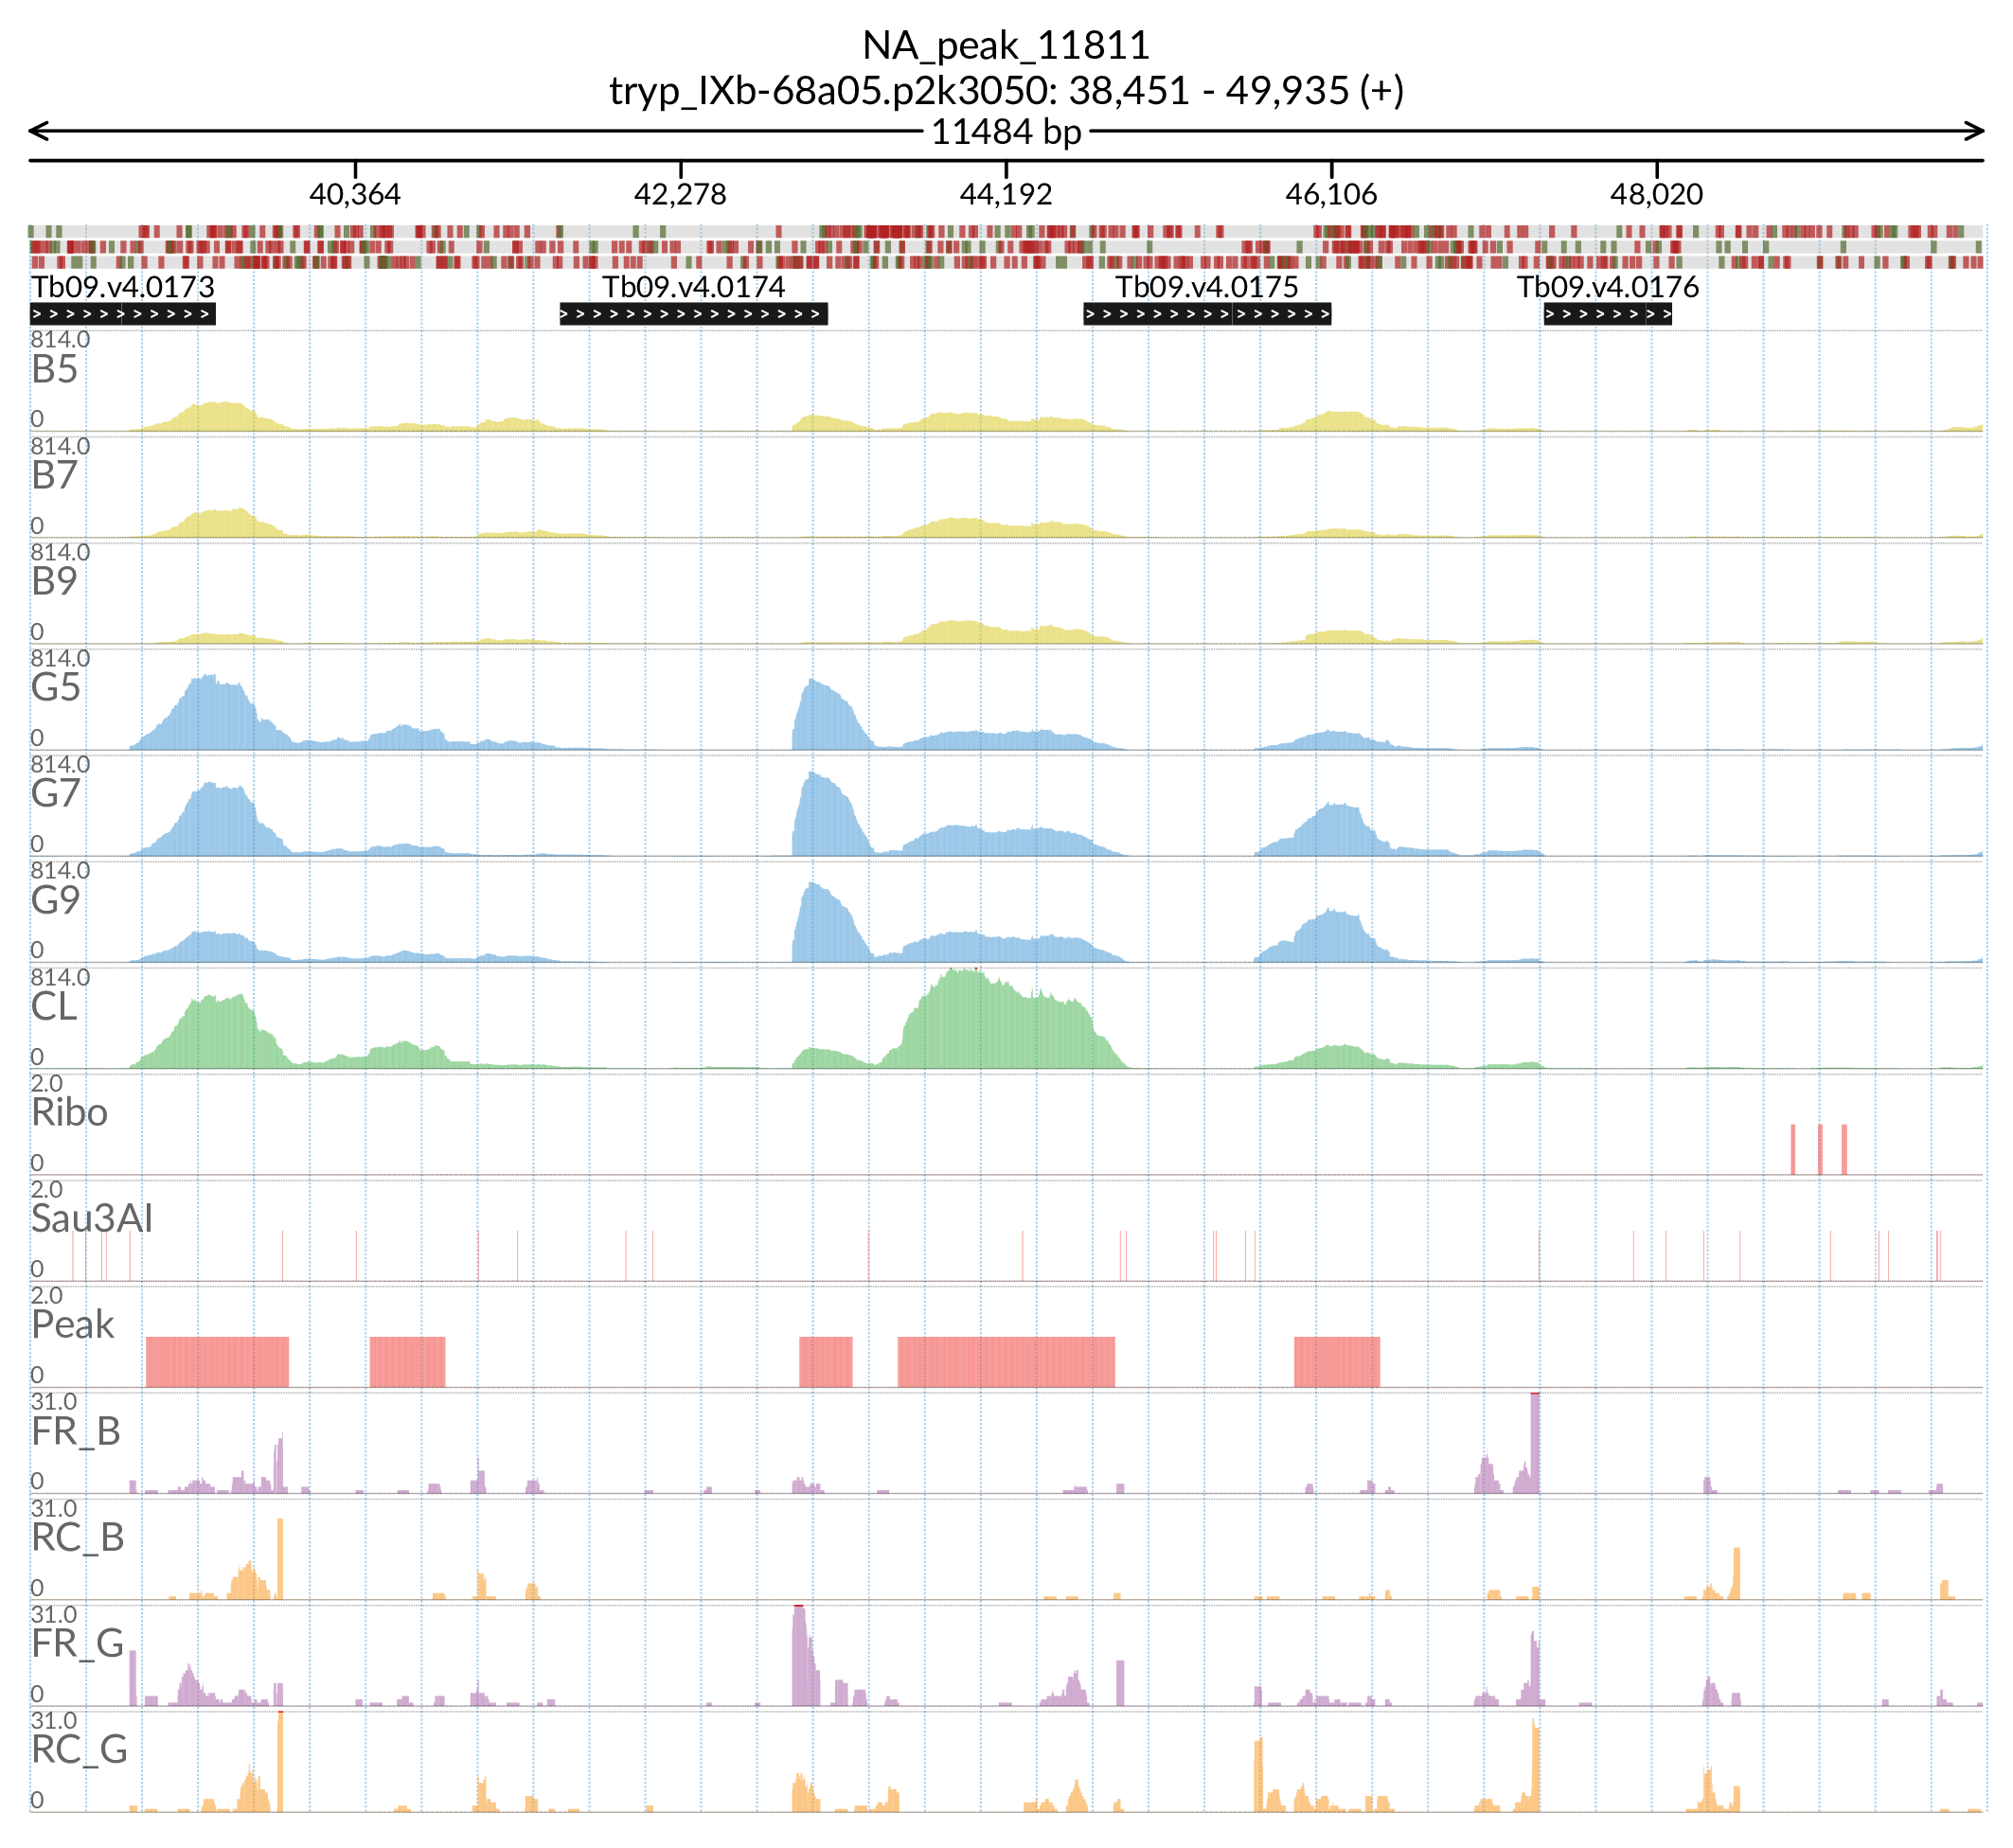 NA_peak_11811
tryp_IXb-68a05.p2k3050: 38,451 - 49,935 (+)
11484 bp
40,364 42,278 44,192 46,106 48,020
Tb09.v4.0173 Tb09.v4.0174 Tb09.v4.0175 Tb09.v4.0176
814.0
B5
0
814.0
B7
0
814.0
B9
0
814.0
G5
0
814.0
G7
0
814.0
G9
0
814.0
CL
0
2.0
Ribo
0
2.0
Sau3AI
0
2.0
Peak
0
31.0
FR_B
0
31.0
RC_B
0
31.0
FR_G
0
31.0
RC_G
0